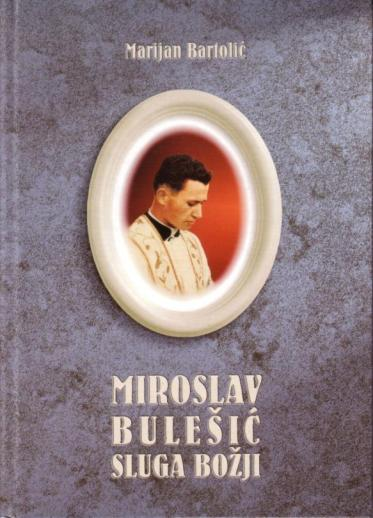 Marijan Bartolić
MIROSLAV
BULEŠIĆ
SLUGA BOŽJI